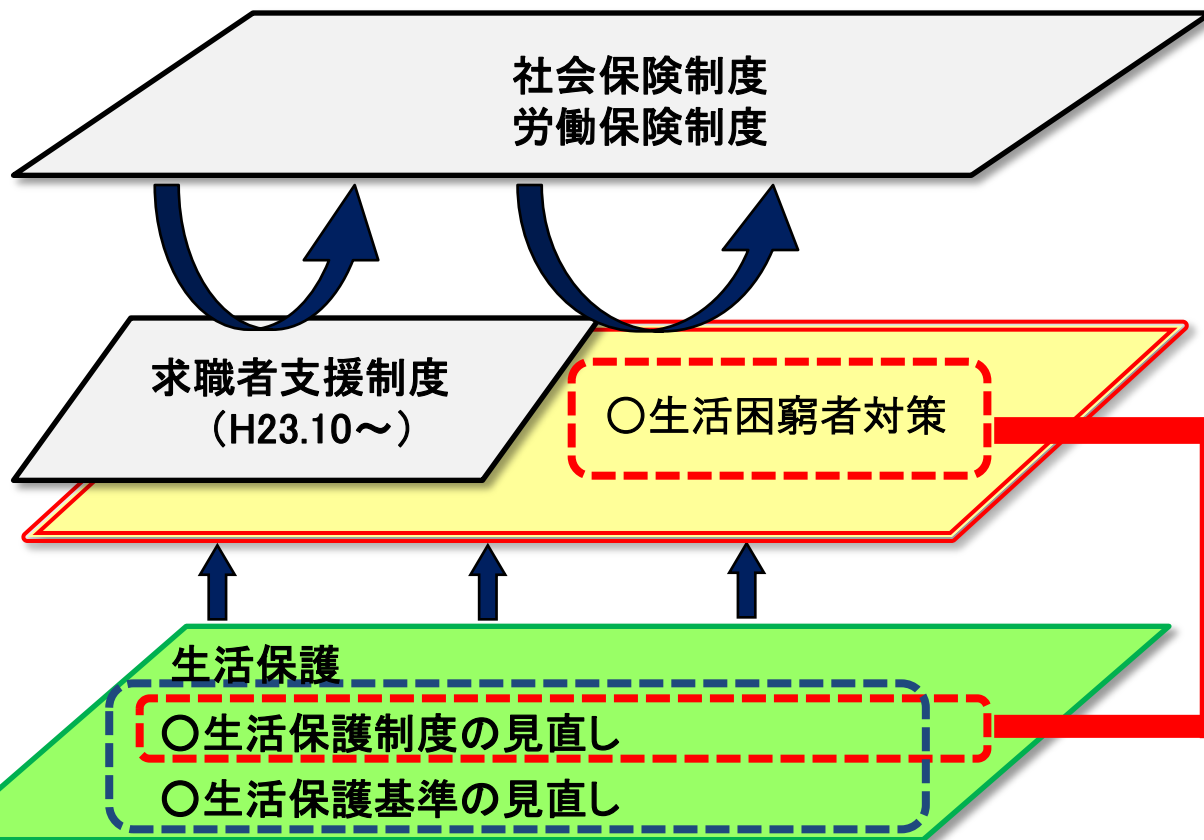 社会保険制度
労働保険制度
求職者支援制度
(H23.10~)
○生活困窮者対策
生活保護
○生活保護制度の見直し
○生活保護基準の見直し